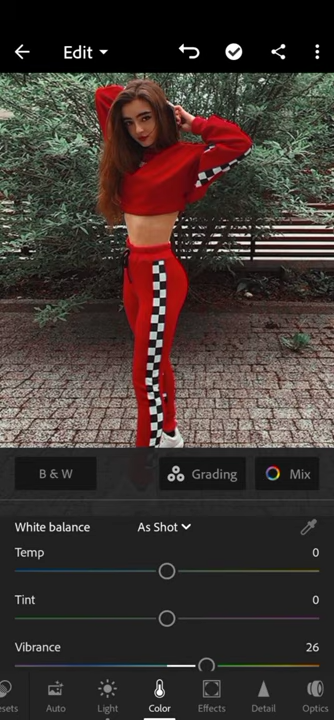 Edit
B & W
Grading
Mix
White balance
As Shot
Temp
0
Tint
0
Vibrance
26
sets
Auto
Light
Color
Effects
Detail
Optics